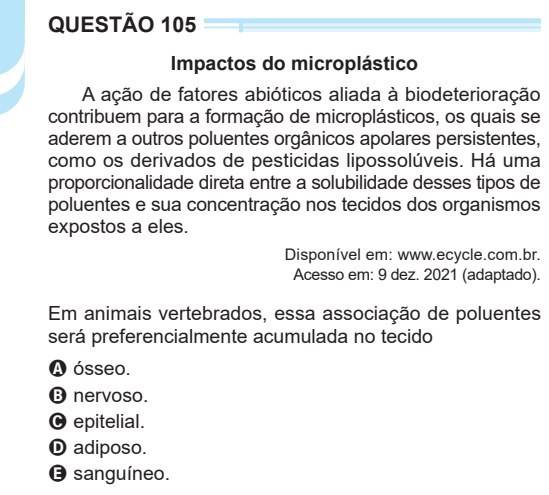 QUESTÃO 105
Impactos do microplástico
A ação de fatores abióticos aliada à biodeterioração
contribuem para a formação de microplásticos, os quais se
aderem a outros poluentes orgânicos apolares persistentes,
como os derivados de pesticidas lipossolúveis. Há uma
proporcionalidade direta entre a solubilidade desses tipos de
poluentes e sua concentração nos tecidos dos organismos
expostos a eles.
Disponível em: www.ecycle.com.br.
Acesso em: 9 dez. 2021 (adaptado).
Em animais vertebrados, essa associação de poluentes
será preferencialmente acumulada no tecido
A ósseo.
B nervoso.
C epitelial.
D adiposo.
E sanguíneo.